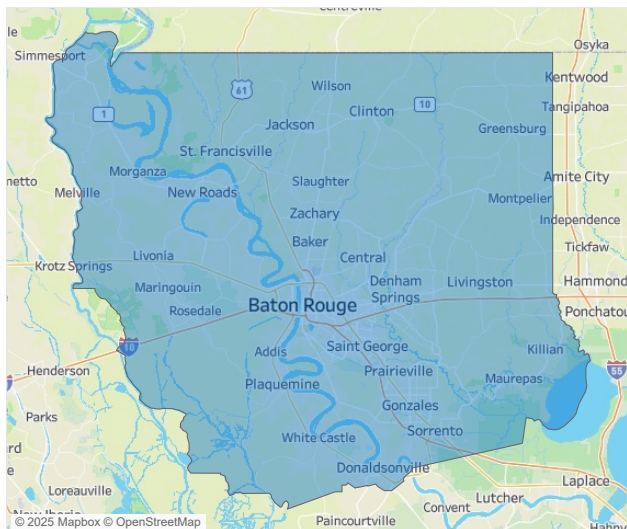 Centreville
Simmesport
Osyka
Kentwood
61
Wilson
10
Tangipahoa
1
Clinton
Jackson
Greensburg
St. Francisville
Morganza
Amite City
metto
Melville
New Roads
Slaughter
Montpelier
Zachary
Independence
Baker
Tickfaw
Livonia
Central
Krotz Springs
Denham
Springs
Livingston
Hammond
Maringouin
Baton Rouge
Rosedale
Ponchatou
10
Addis
Saint George
Killian
Henderson
Prairieville
55
Plaquemine
Maurepas
Gonzales
Parks
White Castle
Sorrento
ard
Donaldsonville
Laplace
Loreauville
Lutcher
Convent
Paincourtville
© 2025 Mapbox © OpenStreetMap